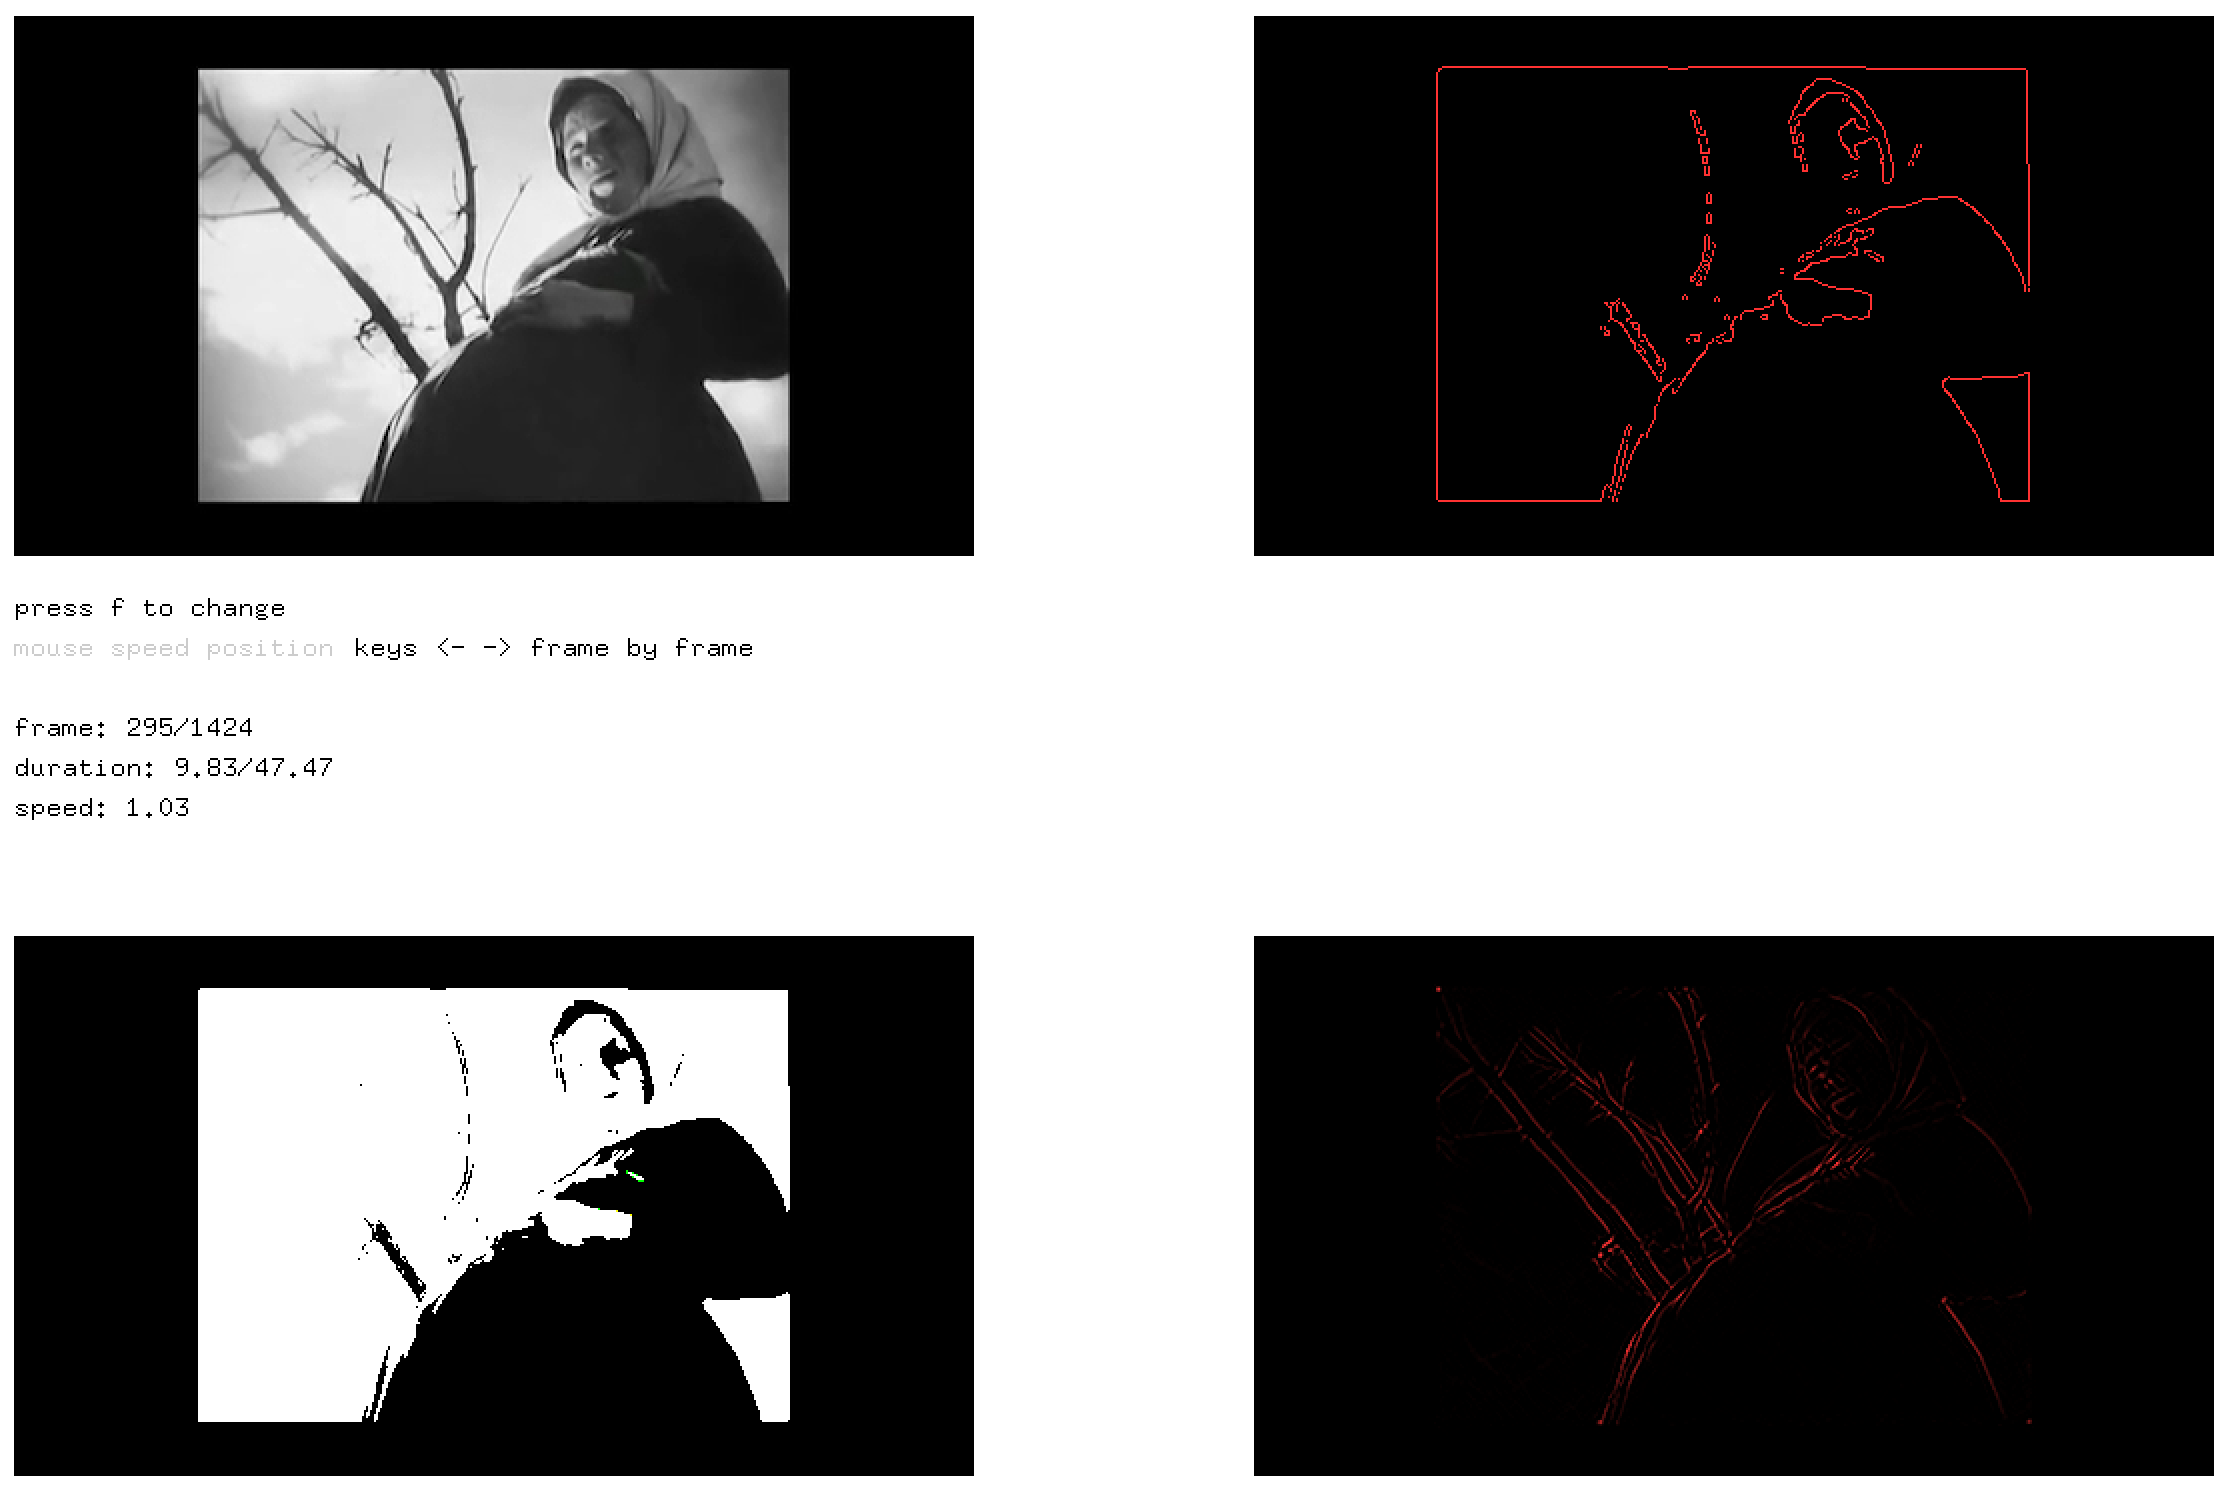 press f to change
mouse speed position keys <- -> frame by frame
frame: 295/1424
duration: 9.83/47.47
speed: 1.03